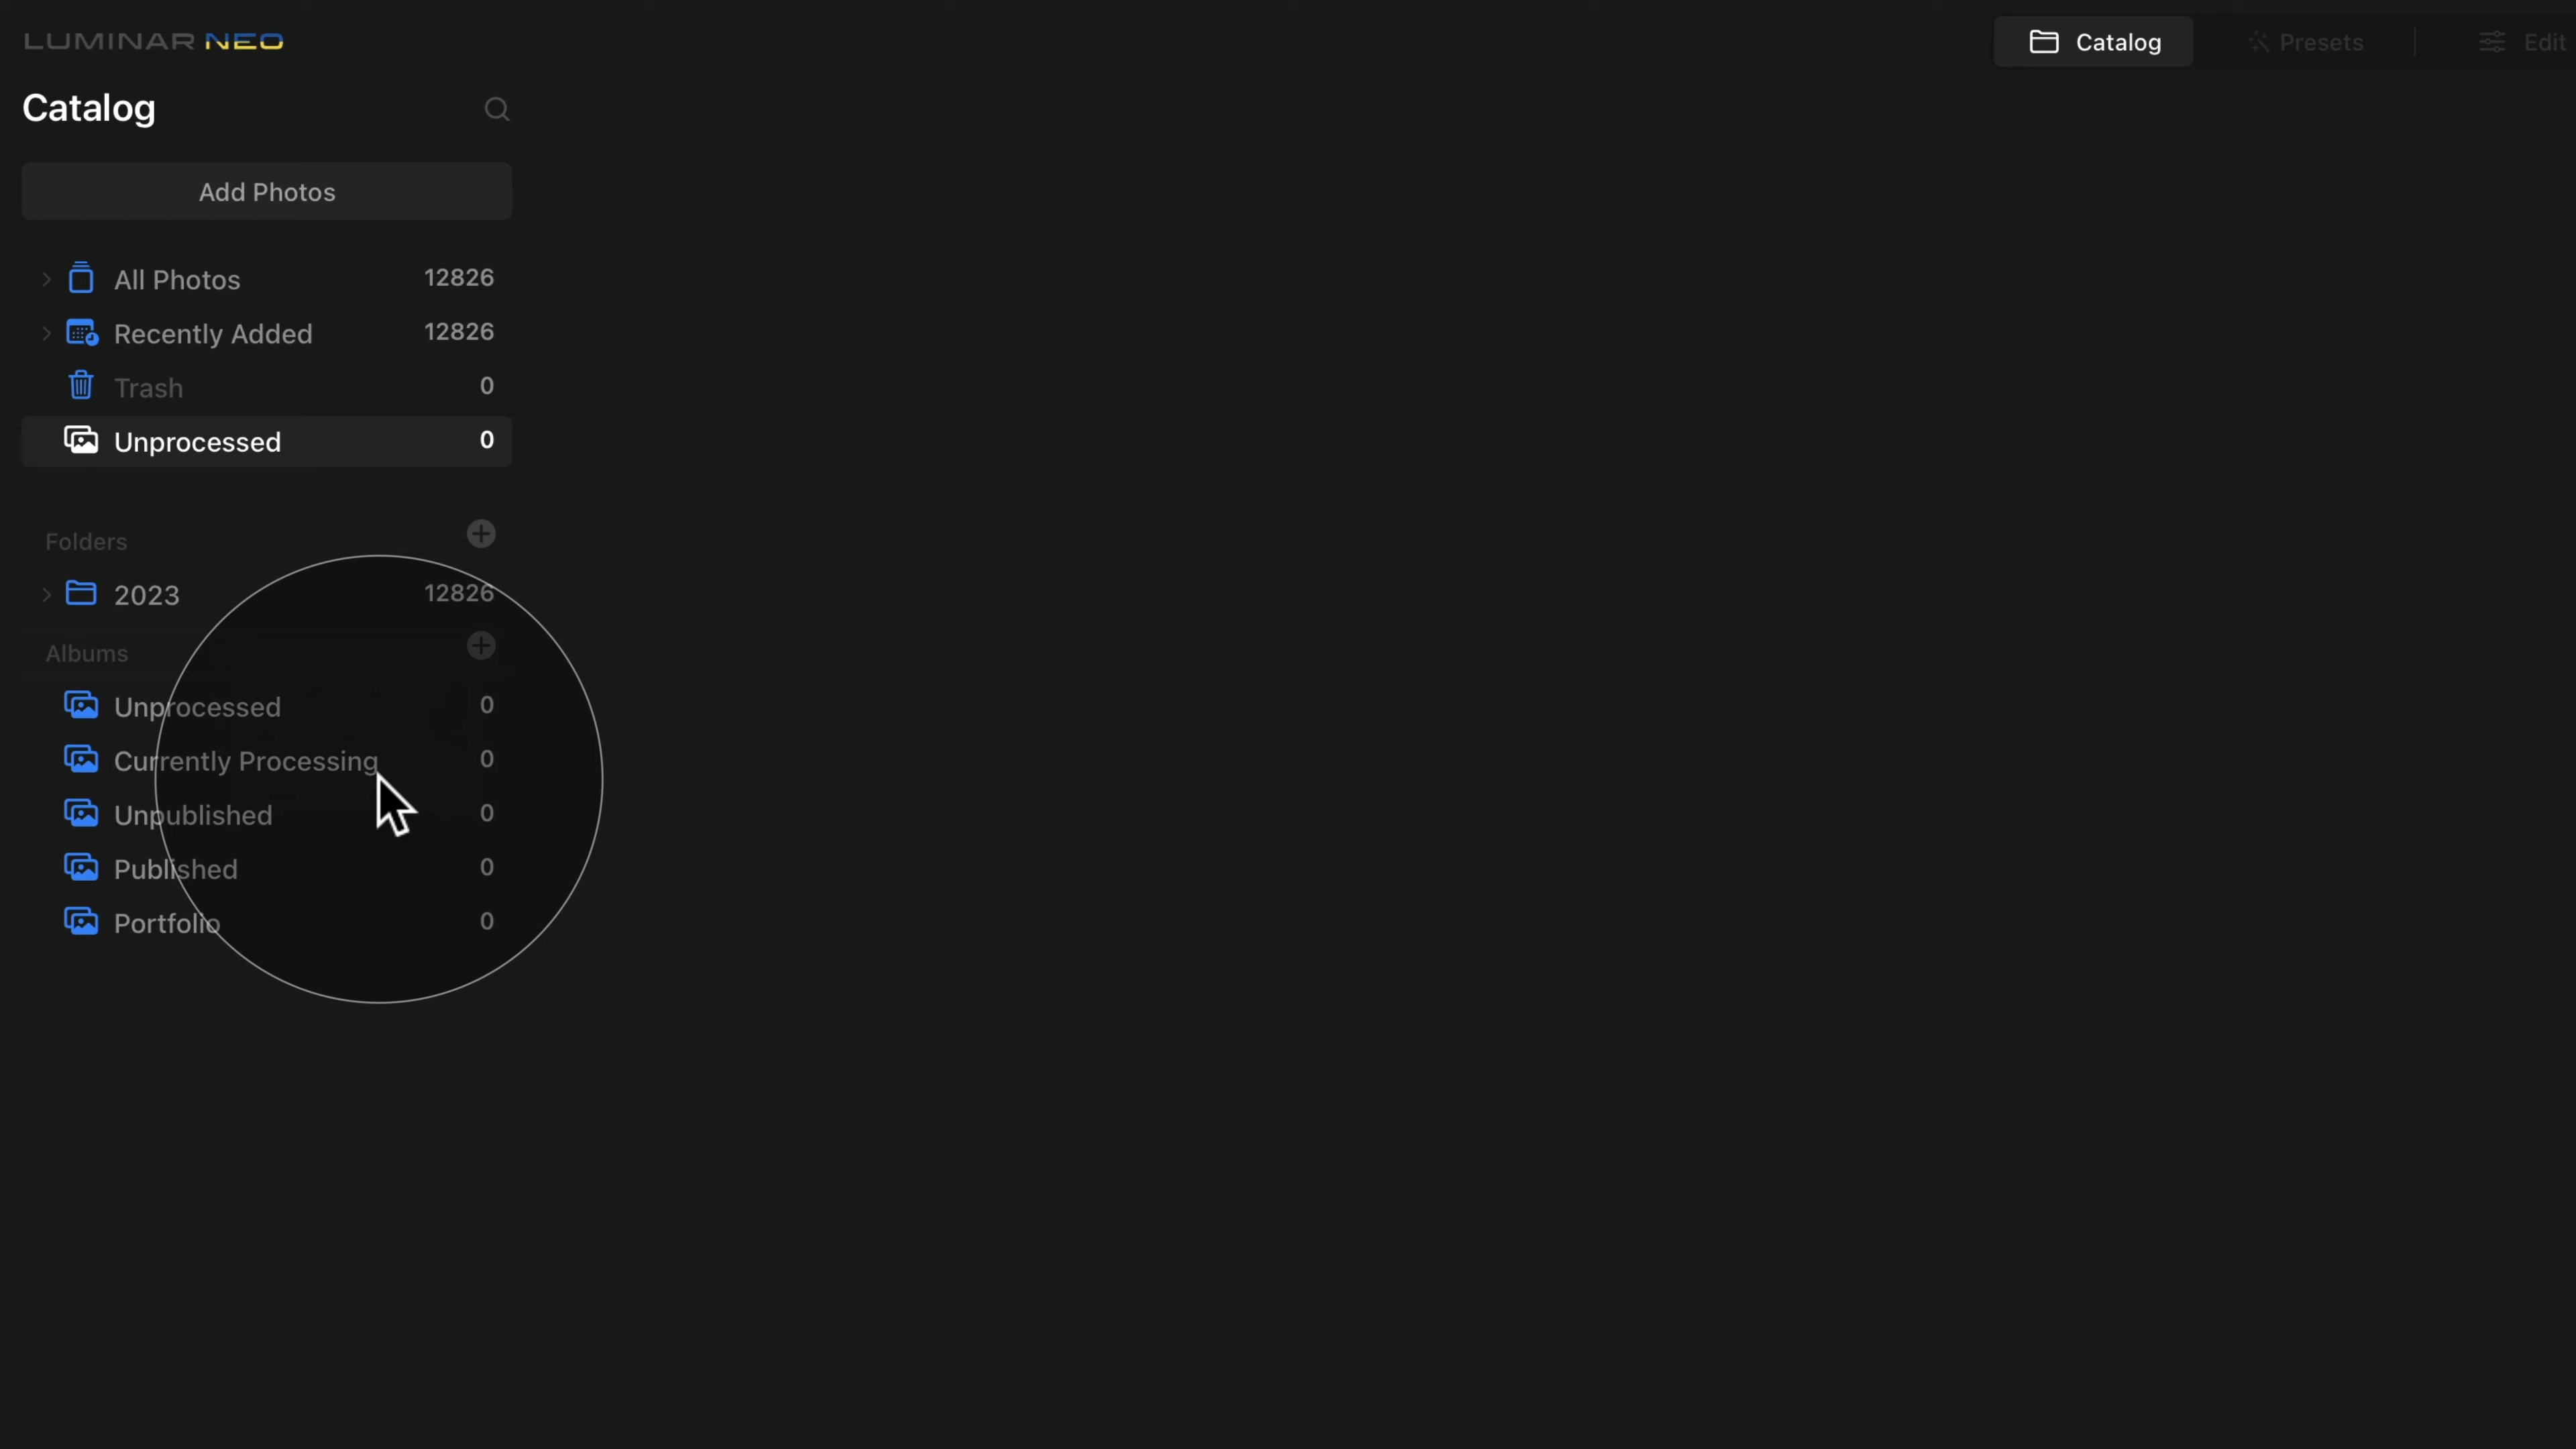 LUMINAR NEO
Catalog
Presets
Edit
Catalog
Add Photos
All Photos 12826
Recently Added 12826
Trash 0
Unprocessed 0
Folders
2023 12826
Albums
Unprocessed 0
Currently Processing 0
Unpublished 0
Published 0
Portfolio 0